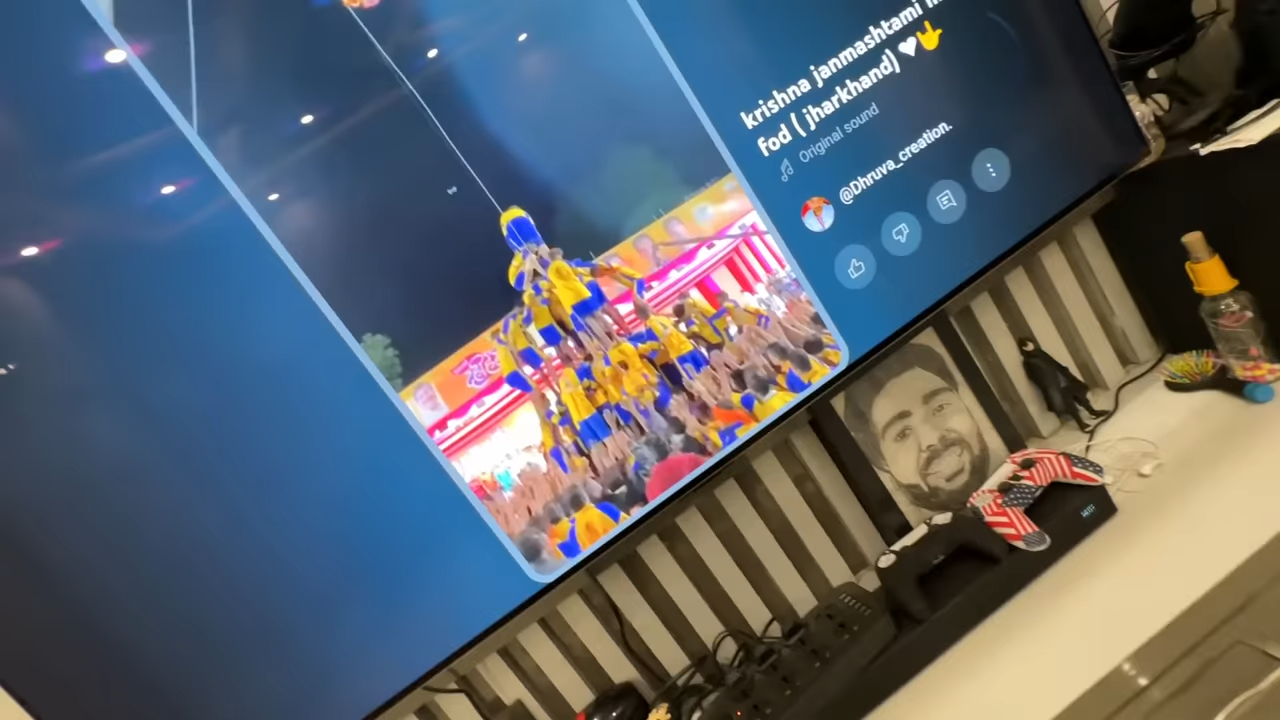 krishna janmashtami
fod ( jharkhand) ♥🤟
Original sound
@Dhruva_creation.